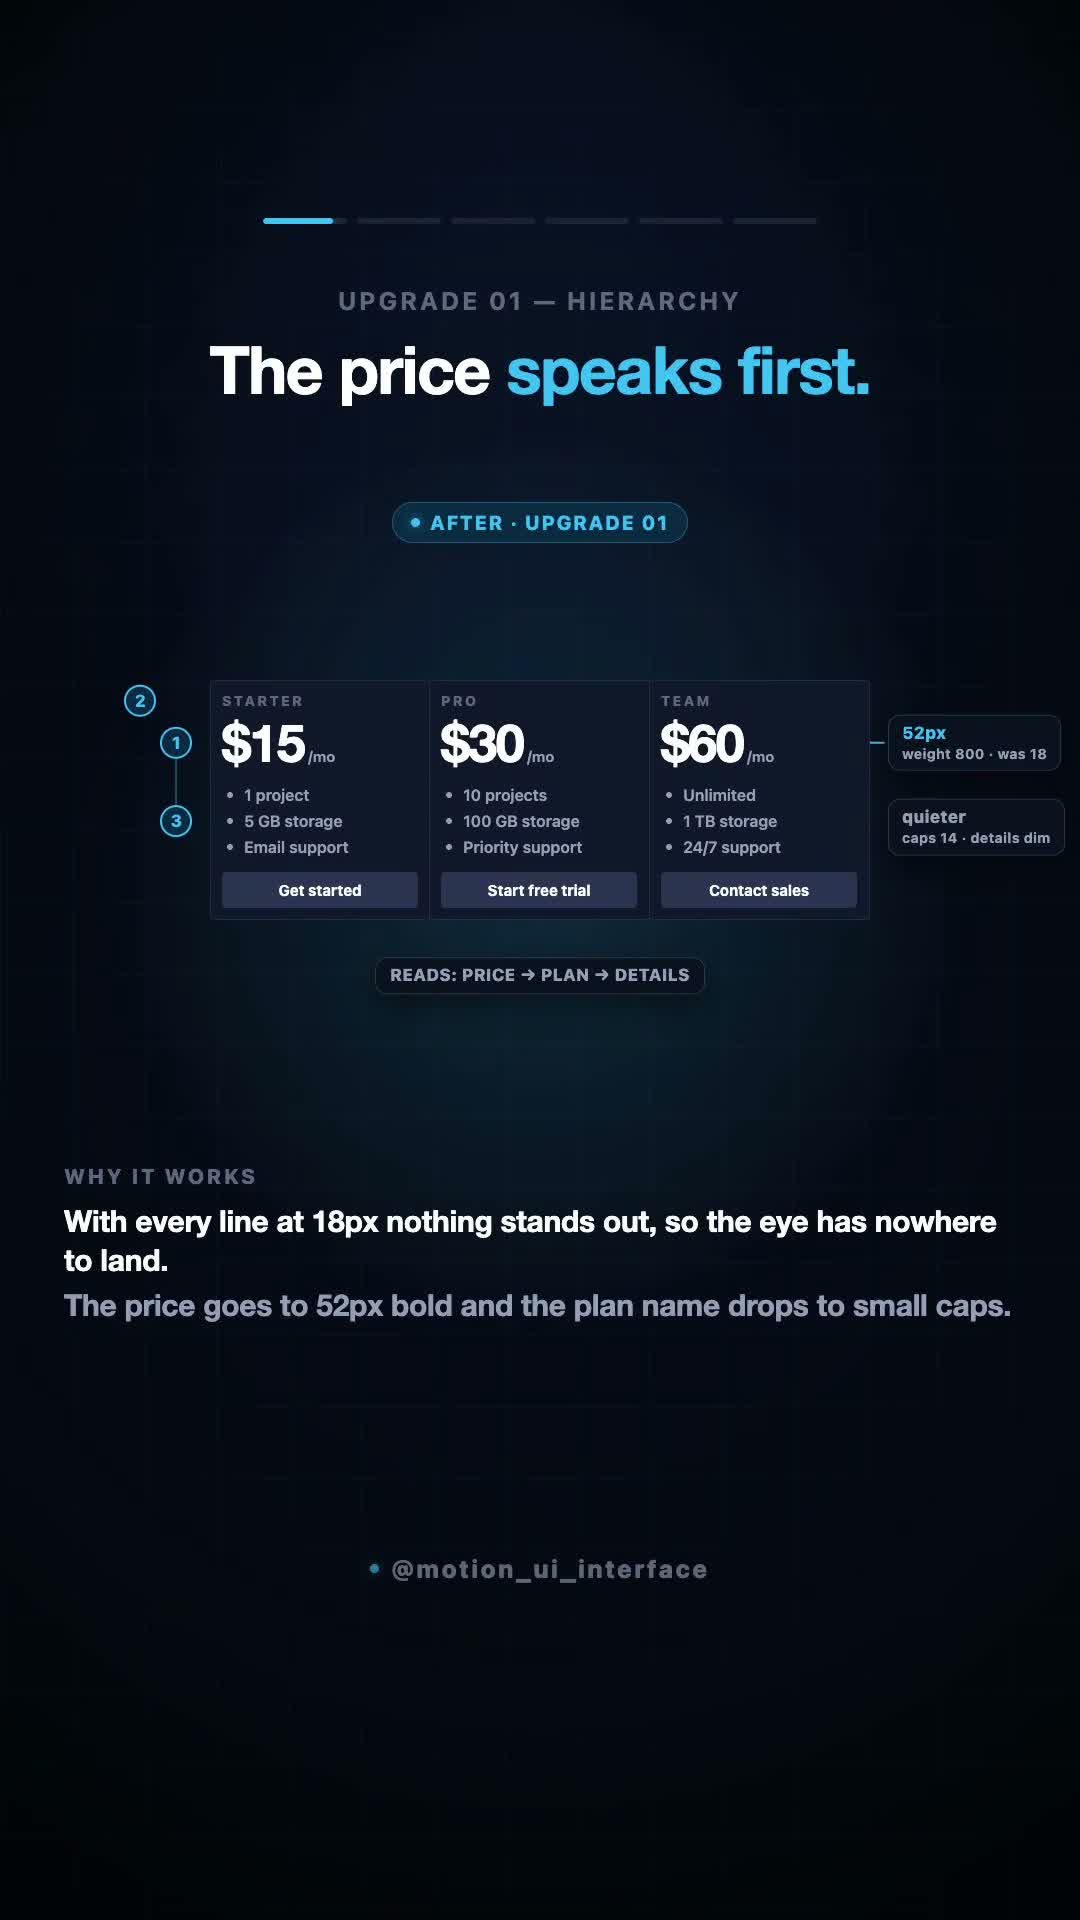 UPGRADE 01 — HIERARCHY
The price speaks first.
AFTER · UPGRADE 01
2
1
3
STARTER
$15/mo
• 1 project
• 5 GB storage
• Email support
Get started
PRO
$30/mo
• 10 projects
• 100 GB storage
• Priority support
Start free trial
TEAM
$60/mo
• Unlimited
• 1 TB storage
• 24/7 support
Contact sales
52px
weight 800 · was 18
quieter
caps 14 · details dim
READS: PRICE → PLAN → DETAILS
WHY IT WORKS
With every line at 18px nothing stands out, so the eye has nowhere
to land.
The price goes to 52px bold and the plan name drops to small caps.
@motion_ui_interface